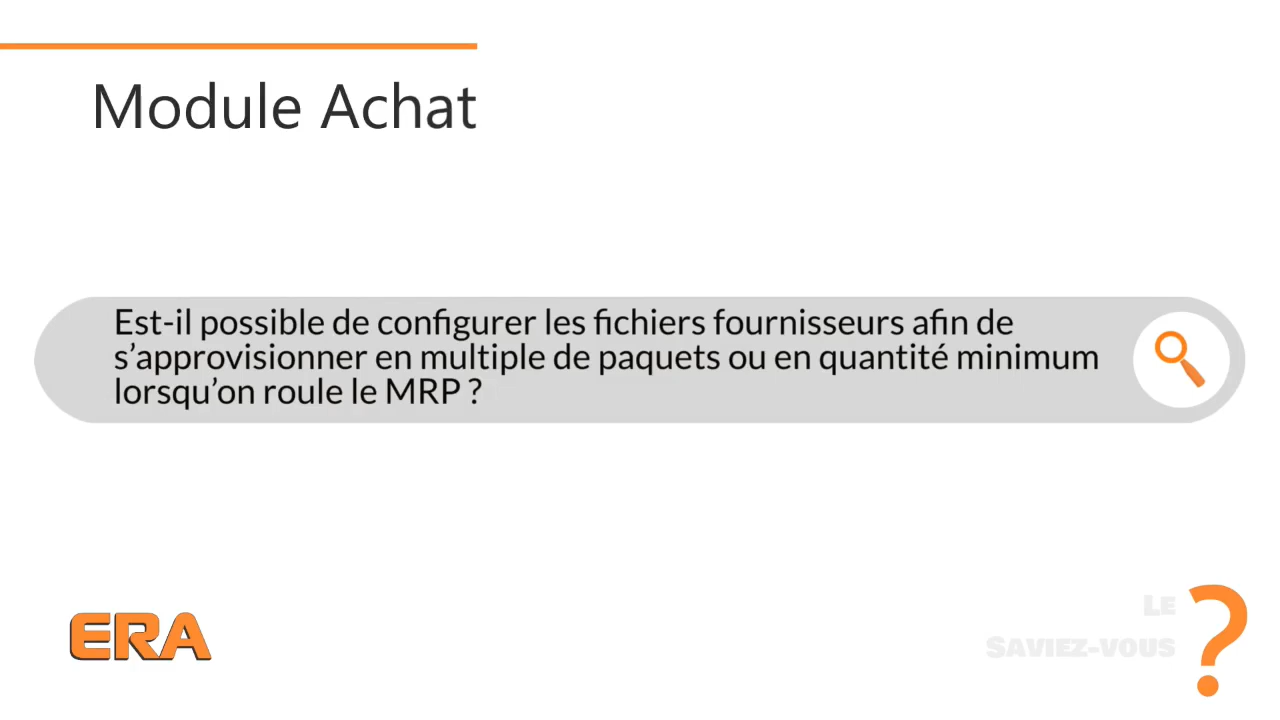 Module Achat
Est-il possible de configurer les fichiers fournisseurs afin de
s’approvisionner en multiple de paquets ou en quantité minimum
lorsqu’on roule le MRP ?
ERA
LE
SAVIEZ-VOUS
?